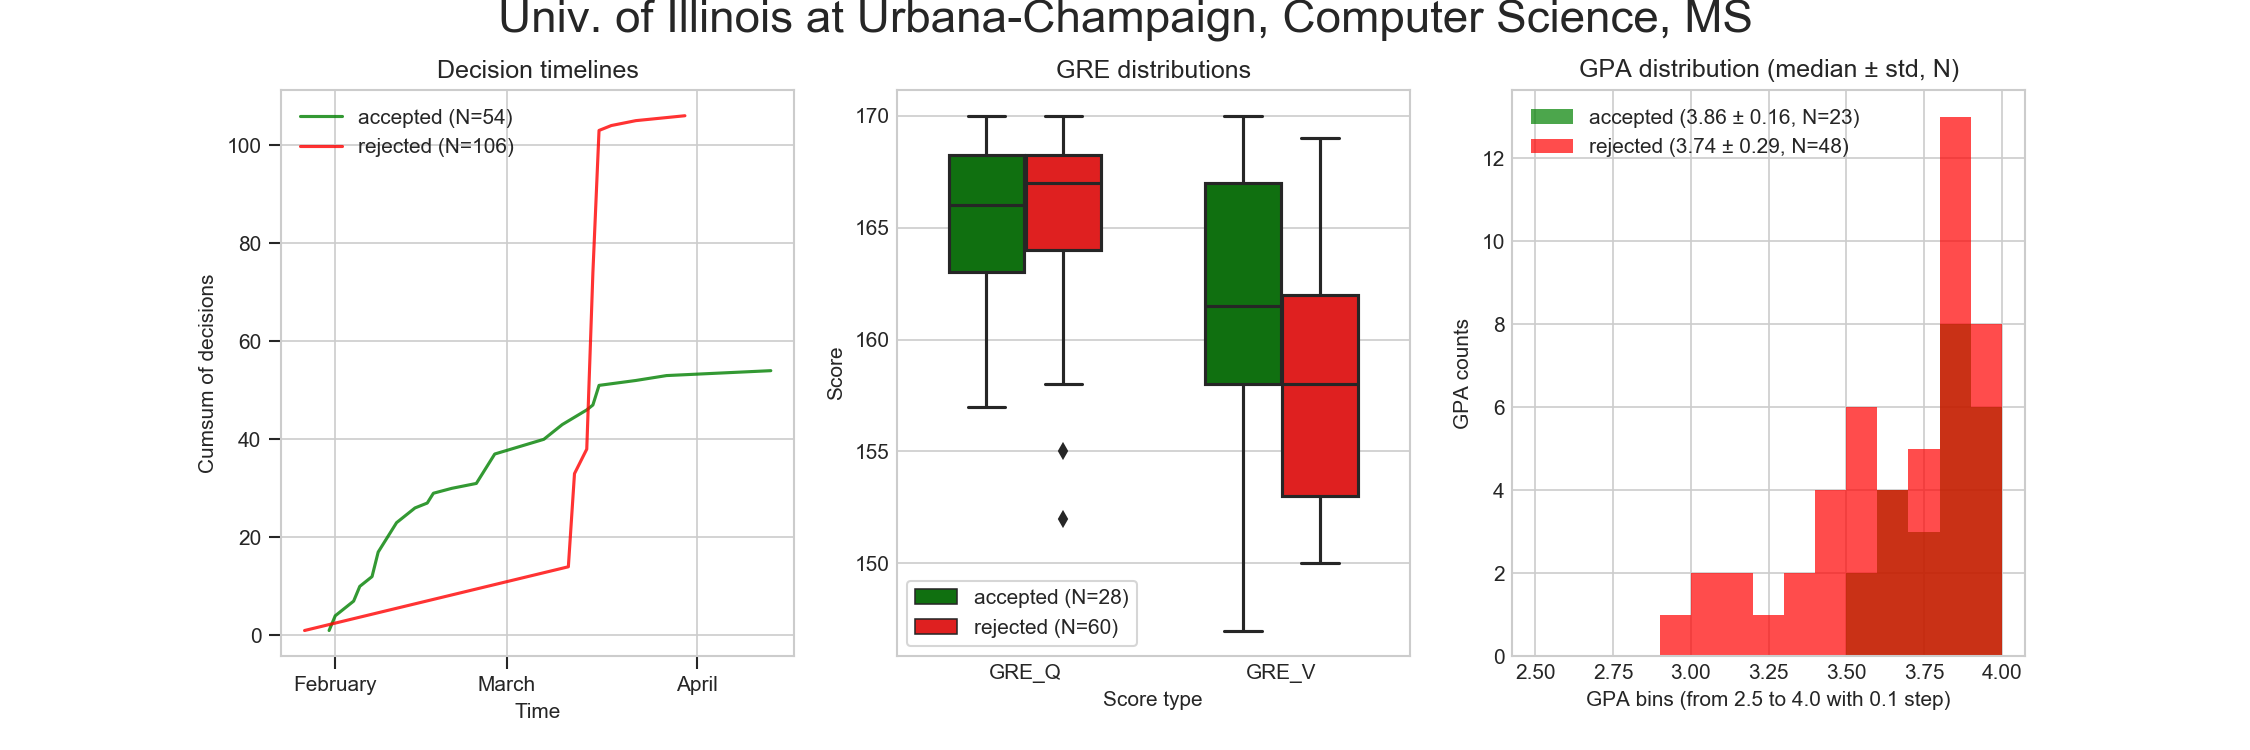 Univ. of Illinois at Urbana-Champaign, Computer Science, MS
Decision timelines
accepted (N=54)
rejected (N=106)
100
80
60
40
20
0
Cumsum of decisions
February March April
Time
GRE distributions
170
165
160
155
150
Score
accepted (N=28)
rejected (N=60)
GRE_Q GRE_V
Score type
GPA distribution (median ± std, N)
accepted (3.86 ± 0.16, N=23)
rejected (3.74 ± 0.29, N=48)
12
10
8
6
4
2
0
GPA counts
2.50 2.75 3.00 3.25 3.50 3.75 4.00
GPA bins (from 2.5 to 4.0 with 0.1 step)